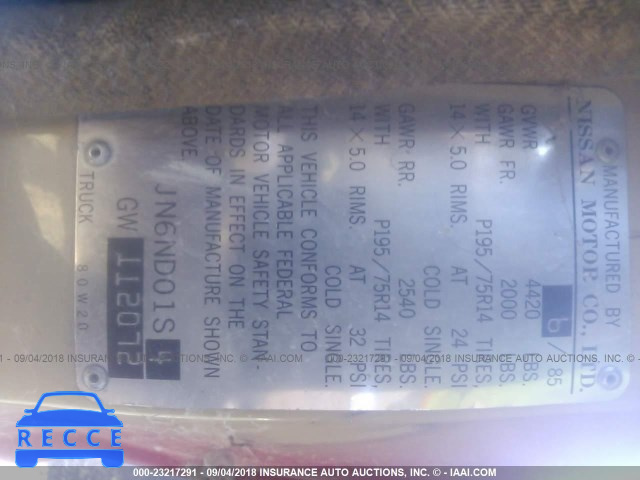 MANUFACTURED BY
NISSAN MOTOR CO., LTD.
6/85
GVWR 4420 LBS.
GAWR FR. 2000 LBS.
WITH P195/75R14 TIRES.
14×5.0 RIMS. AT 24 PSI
COLD SINGLE.
GAWR RR. 2540 LBS.
WITH P195/75R14 TIRES.
14×5.0 RIMS. AT 32 PSI
COLD SINGLE.
THIS VEHICLE CONFORMS TO
ALL APPLICABLE FEDERAL
MOTOR VEHICLE SAFETY STAN-
DARDS IN EFFECT ON THE
DATE OF MANUFACTURE SHOWN
ABOVE.
JN6ND01S4
GW112072
TRUCK 80W20
RECCE
000-23217291 - 09/04/2018 INSURANCE AUTO AUCTIONS, INC. - © - IAAI.COM